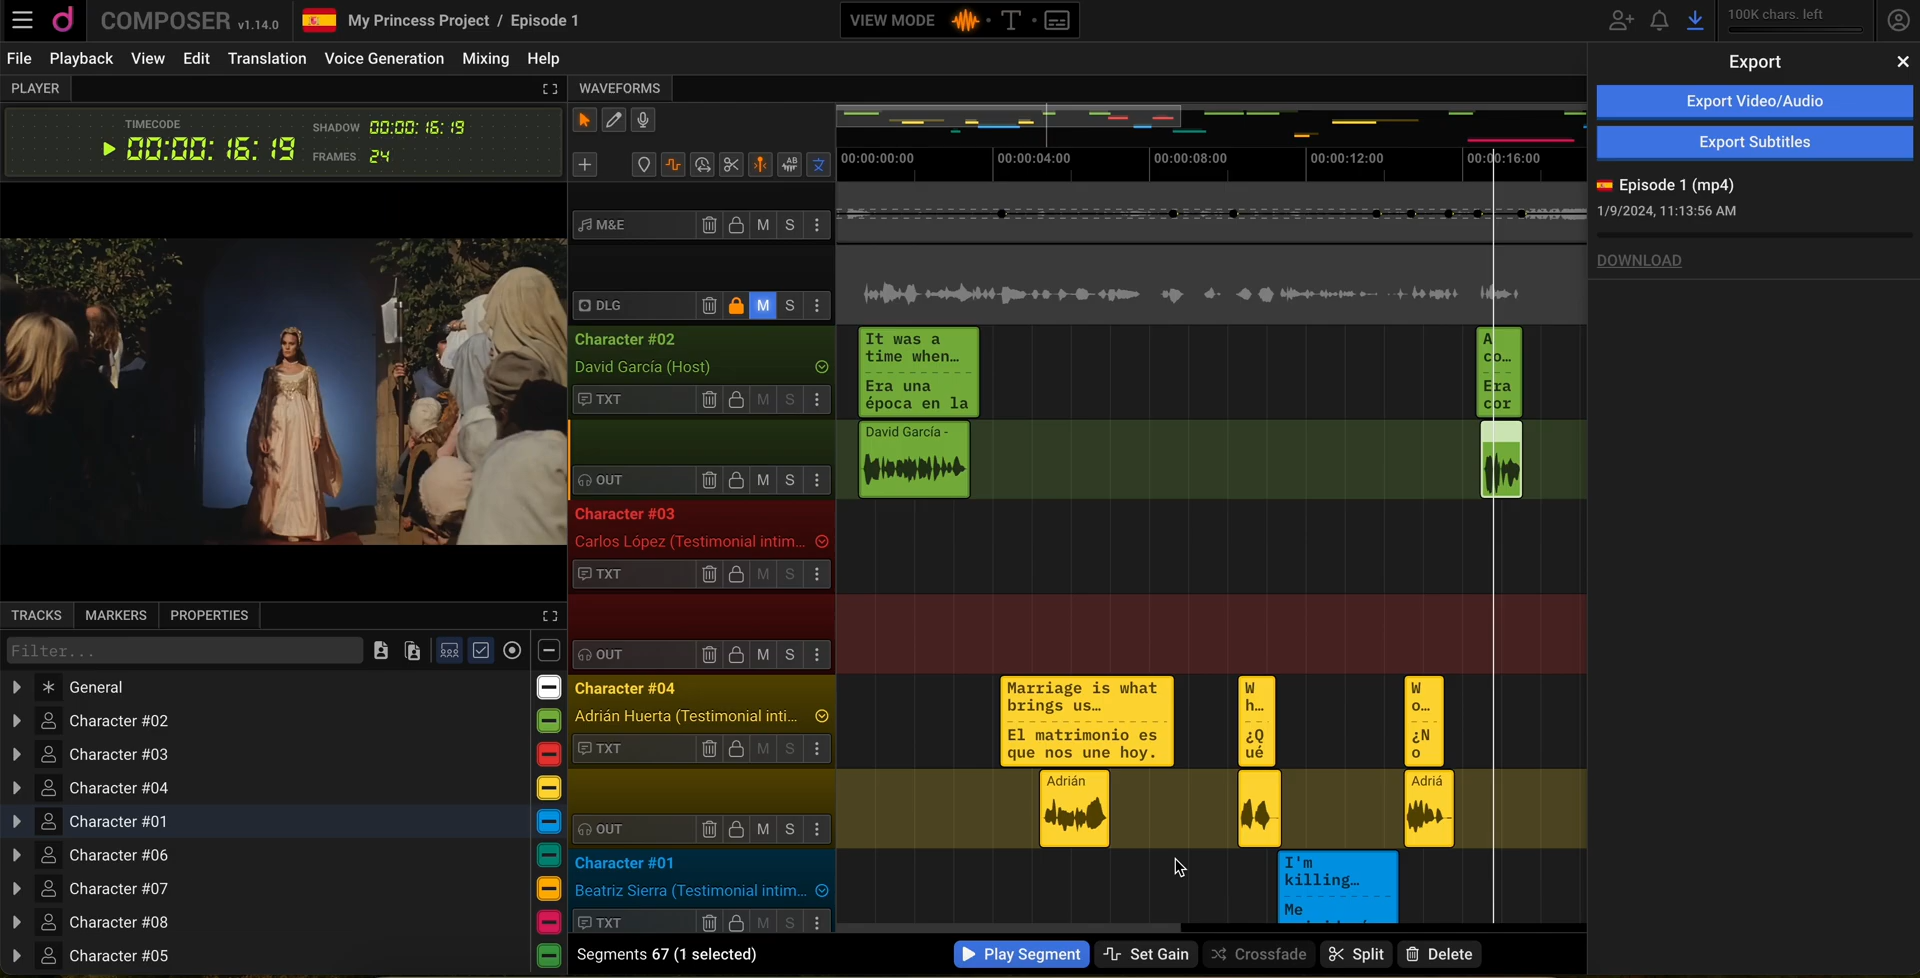 COMPOSER v1.14.0
My Princess Project / Episode 1
VIEW MODE
100K chars. left
File Playback View Edit Translation Voice Generation Mixing Help
Export
PLAYER
WAVEFORMS
Export Video/Audio
Export Subtitles
TIMECODE
00:00:16:19
SHADOW 00:00:16:19
FRAMES 24
00:00:00:00 00:00:04:00 00:00:08:00 00:00:12:00 00:00:16:00
Episode 1 (mp4)
1/9/2024, 11:13:56 AM
DOWNLOAD
M&E M S
DLG M S
Character #02
David García (Host)
TXT M S
It was a
time when…
Era una
época en la
A
co…
Era
cor
OUT M S
David García -
Character #03
Carlos López (Testimonial intim…
TXT M S
OUT M S
Character #04
Adrián Huerta (Testimonial inti…
TXT M S
Marriage is what
brings us…
El matrimonio es
que nos une hoy.
W
h…
¿Q
ué
W
o…
¿N
o
OUT M S
Adrián
Adriá
Character #01
Beatriz Sierra (Testimonial intim…
TXT M S
I'm
killing…
Me
TRACKS MARKERS PROPERTIES
Filter...
General
Character #02
Character #03
Character #04
Character #01
Character #06
Character #07
Character #08
Character #05
Segments 67 (1 selected)
Play Segment Set Gain Crossfade Split Delete